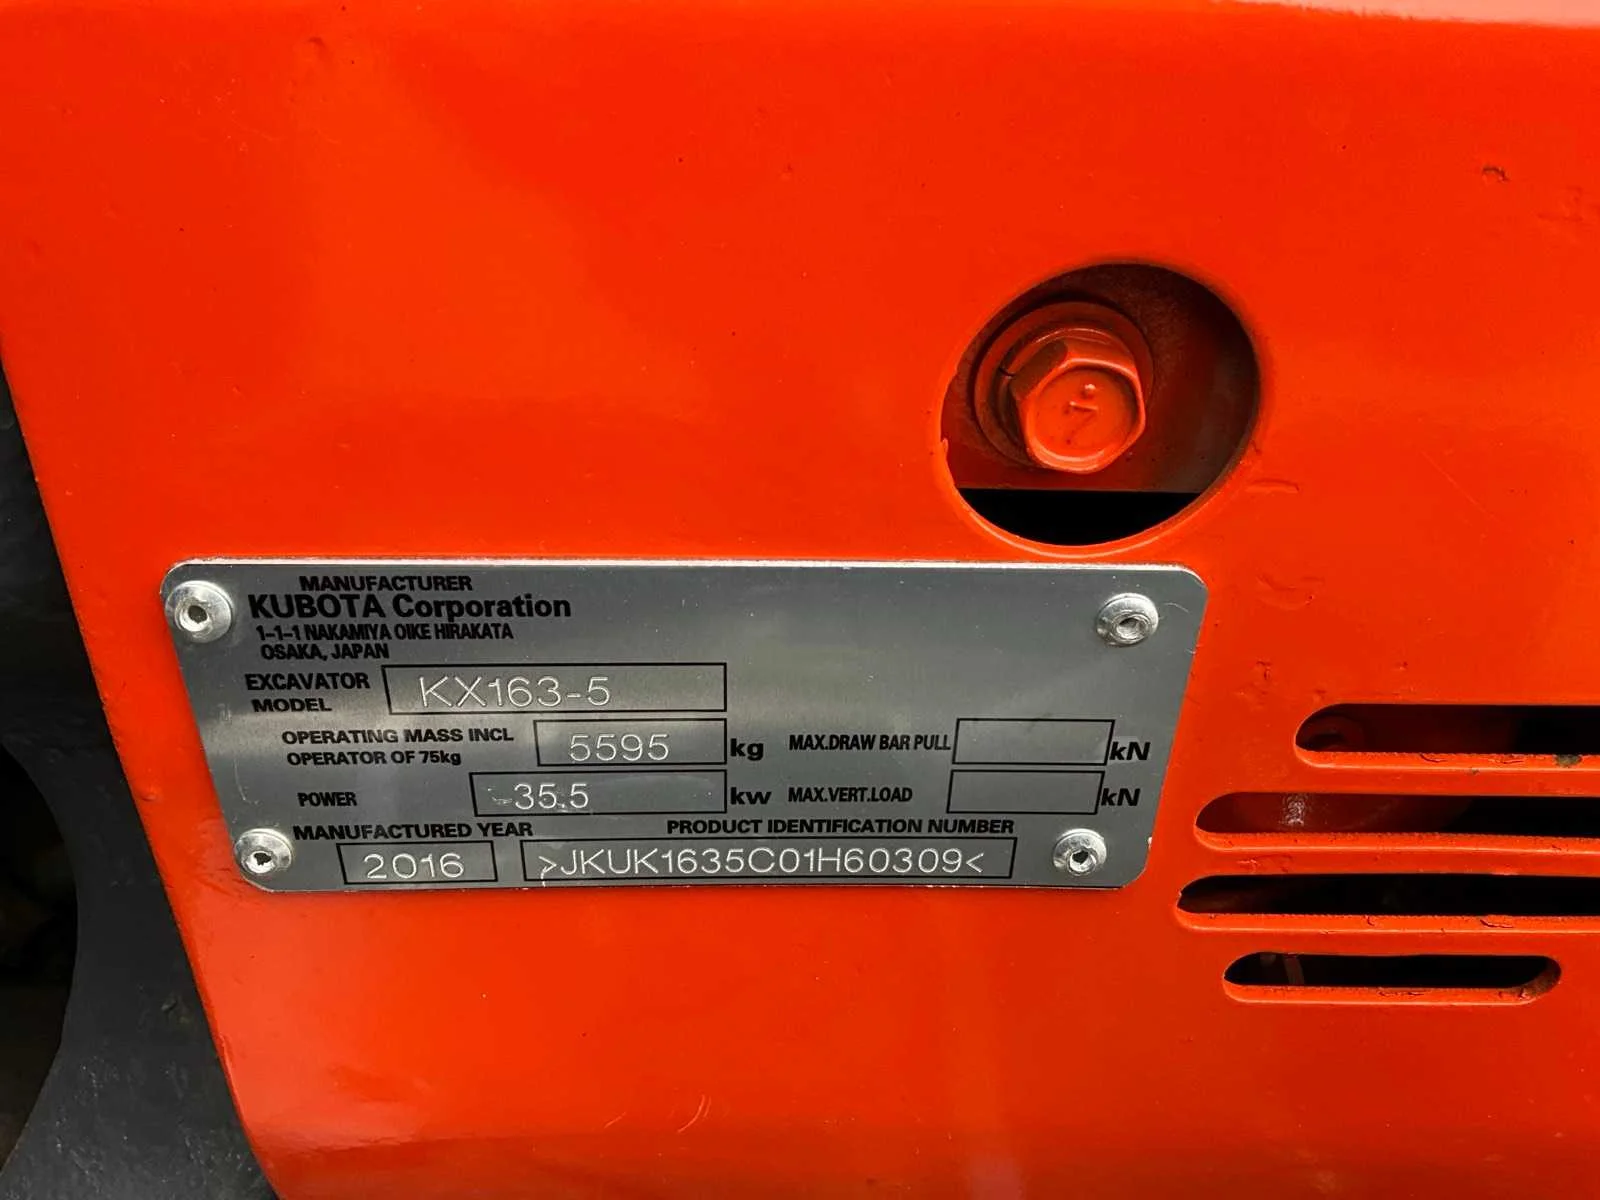 MANUFACTURER
KUBOTA Corporation
1-1-1 NAKAMIYA OIKE HIRAKATA
OSAKA, JAPAN
EXCAVATOR
MODEL KX163-5
OPERATING MASS INCL
OPERATOR OF 75kg 5595 kg MAX.DRAW BAR PULL kN
POWER 35.5 kw MAX.VERT.LOAD kN
MANUFACTURED YEAR PRODUCT IDENTIFICATION NUMBER
2016 >JKUK1635C01H60309<
7